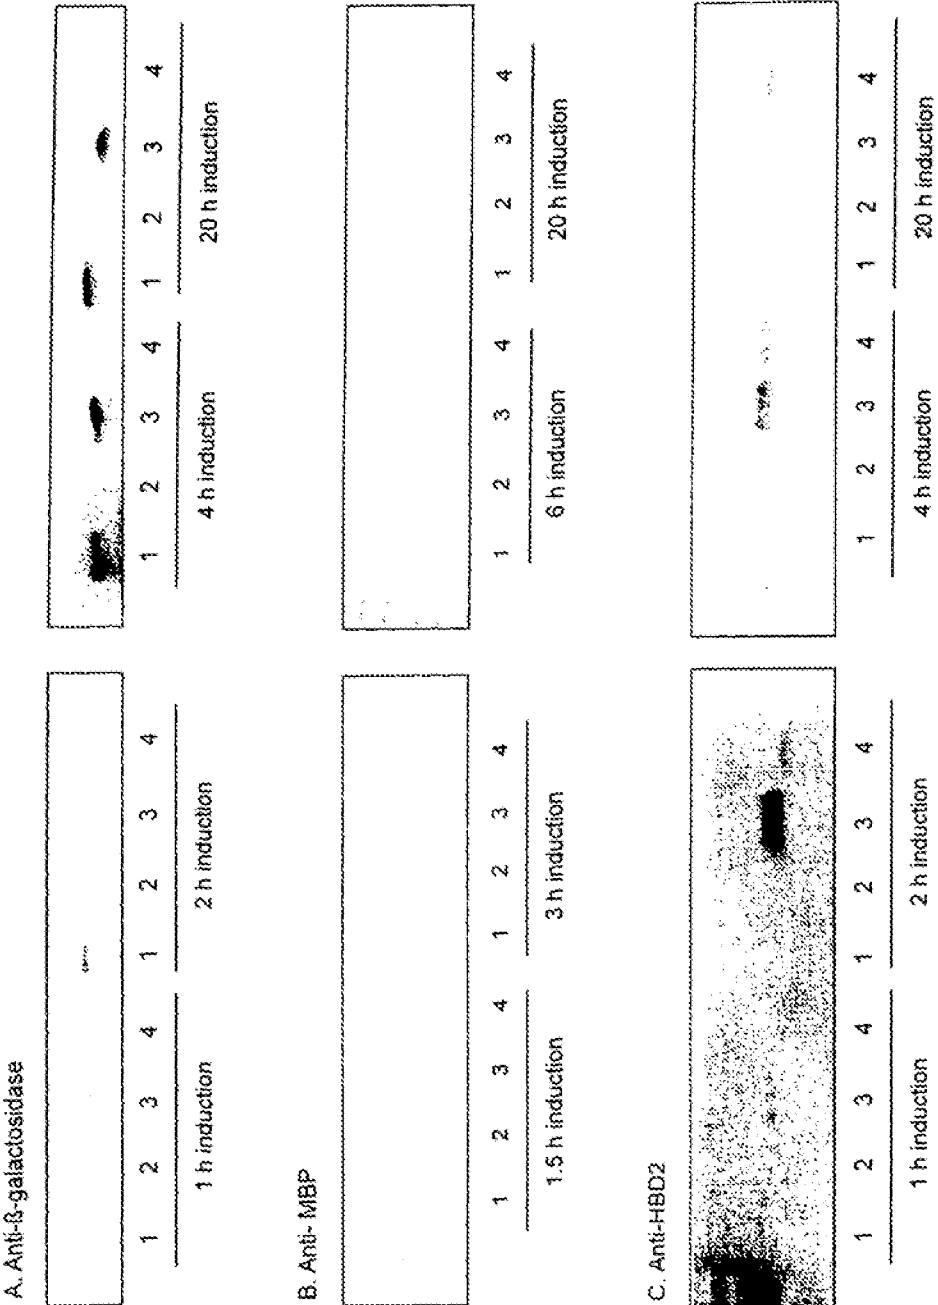 A. Anti-ß-galactosidase
1 2 3 4 1 2 3 4
1 h induction 2 h induction
1 2 3 4 1 2 3 4
4 h induction 20 h induction
B. Anti- MBP
1 2 3 4 1 2 3 4
1.5 h induction 3 h induction
1 2 3 4 1 2 3 4
6 h induction 20 h induction
C. Anti-HBD2
1 2 3 4 1 2 3 4
1 h induction 2 h induction
1 2 3 4 1 2 3 4
4 h induction 20 h induction